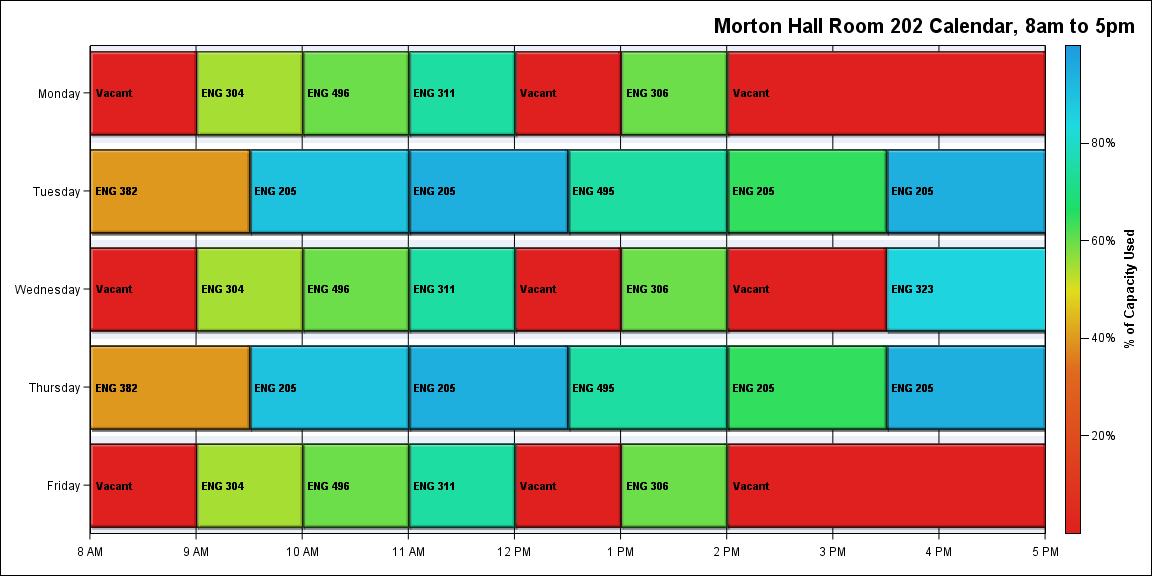 Morton Hall Room 202 Calendar, 8am to 5pm
Monday
Vacant
ENG 304
ENG 496
ENG 311
Vacant
ENG 306
Vacant
Tuesday
ENG 382
ENG 205
ENG 205
ENG 495
ENG 205
ENG 205
Wednesday
Vacant
ENG 304
ENG 496
ENG 311
Vacant
ENG 306
Vacant
ENG 323
Thursday
ENG 382
ENG 205
ENG 205
ENG 495
ENG 205
ENG 205
Friday
Vacant
ENG 304
ENG 496
ENG 311
Vacant
ENG 306
Vacant
8 AM
9 AM
10 AM
11 AM
12 PM
1 PM
2 PM
3 PM
4 PM
5 PM
80%
60%
40%
20%
% of Capacity Used